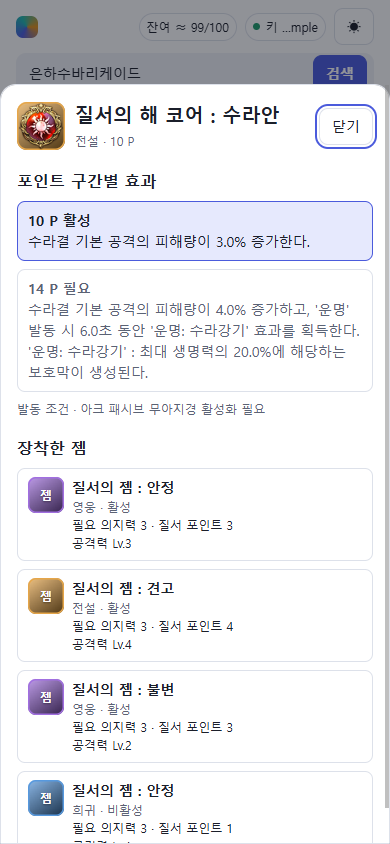 잔여 ≈ 99/100
키 ...mple
은하수바리케이드
검색
질서의 해 코어 : 수라안
전설 · 10 P
닫기
포인트 구간별 효과
10 P 활성
수라결 기본 공격의 피해량이 3.0% 증가한다.
14 P 필요
수라결 기본 공격의 피해량이 4.0% 증가하고, '운명'
발동 시 6.0초 동안 '운명: 수라강기' 효과를 획득한다.
'운명: 수라강기' : 최대 생명력의 20.0%에 해당하는
보호막이 생성된다.
발동 조건 · 아크 패시브 무아지경 활성화 필요
장착한 젬
젬
질서의 젬 : 안정
영웅 · 활성
필요 의지력 3 · 질서 포인트 3
공격력 Lv.3
젬
질서의 젬 : 견고
전설 · 활성
필요 의지력 3 · 질서 포인트 4
공격력 Lv.4
젬
질서의 젬 : 불변
영웅 · 활성
필요 의지력 3 · 질서 포인트 3
공격력 Lv.2
젬
질서의 젬 : 안정
희귀 · 비활성
필요 의지력 3 · 질서 포인트 1